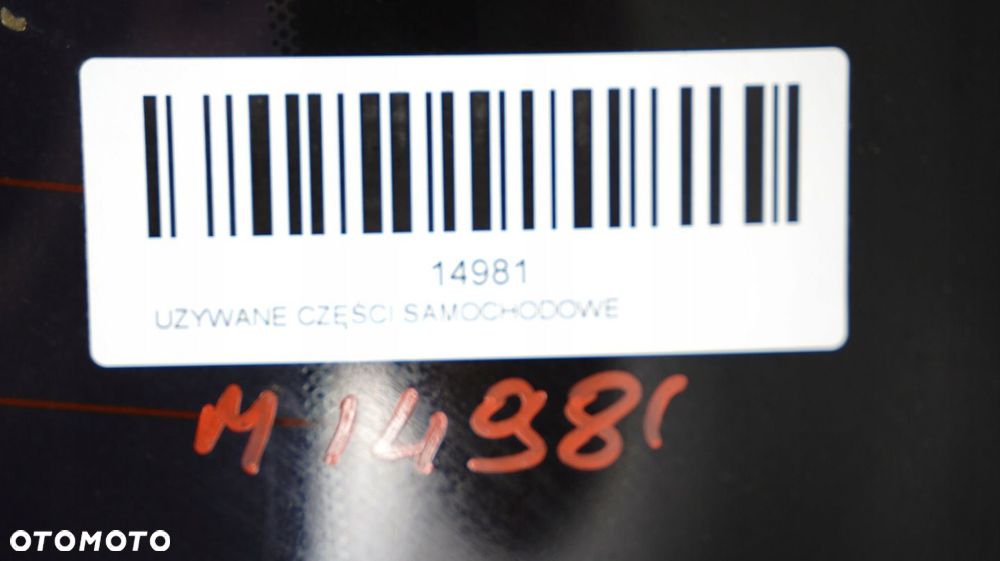 14981
UZYWANE CZĘŚCI SAMOCHODOWE
M 14981
OTOMOTO